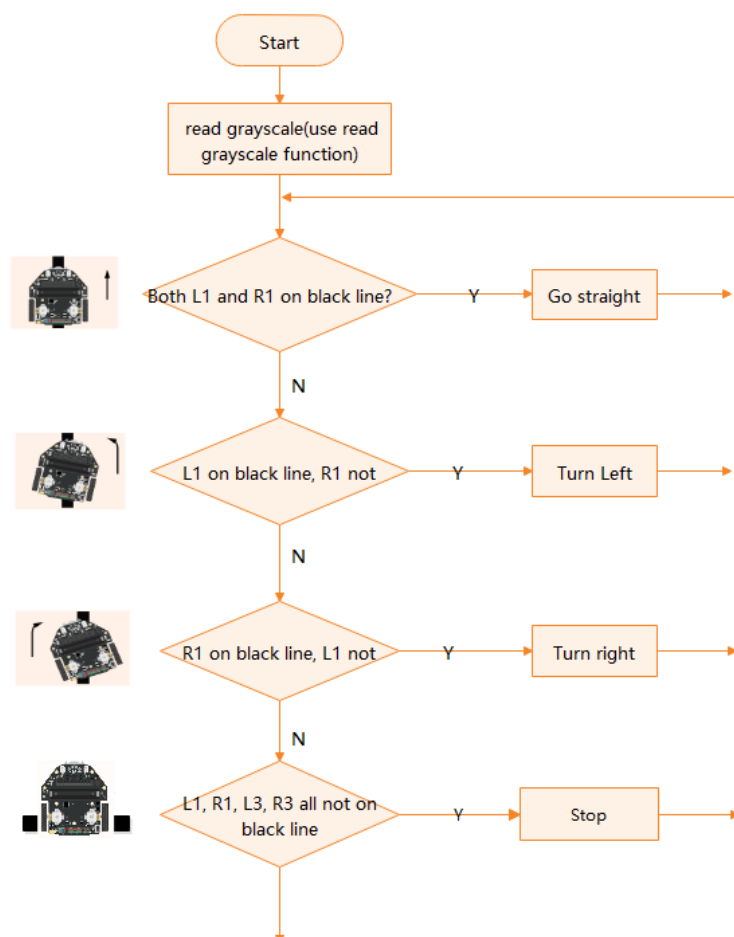 Start
read grayscale(use read
grayscale function)
Both L1 and R1 on black line?
Y
Go straight
N
L1 on black line, R1 not
Y
Turn Left
N
R1 on black line, L1 not
Y
Turn right
N
L1, R1, L3, R3 all not on
black line
Y
Stop